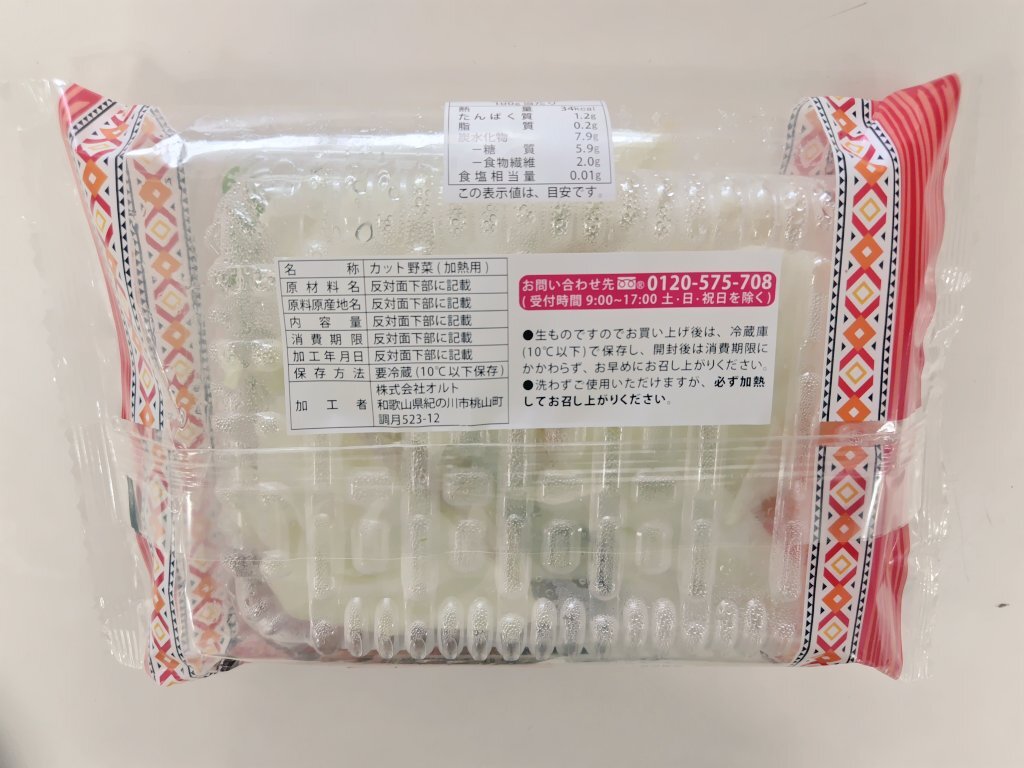 100g当たり
熱量 34kcal
たんぱく質 1.2g
脂質 0.2g
炭水化物 7.9g
－糖質 5.9g
－食物繊維 2.0g
食塩相当量 0.01g
この表示値は、目安です。
名称 カット野菜(加熱用)
原材料名 反対面下部に記載
原料原産地名 反対面下部に記載
内容量 反対面下部に記載
消費期限 反対面下部に記載
加工年月日 反対面下部に記載
保存方法 要冷蔵(10℃以下保存)
加工者 株式会社オルト
和歌山県紀の川市桃山町
調月523-12
お問い合わせ先 ® 0120-575-708
(受付時間 9:00~17:00 土・日・祝日を除く)
●生ものですのでお買い上げ後は、冷蔵庫
(10℃以下)で保存し、開封後は消費期限に
かかわらず、お早めにお召し上がりください。
●洗わずご使用いただけますが、必ず加熱
してお召し上がりください。